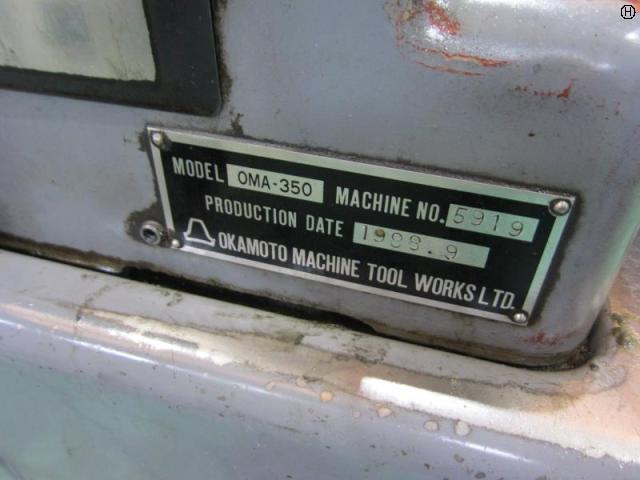 H
MODEL OMA-350 MACHINE NO. 5919
PRODUCTION DATE 1988.9
OKAMOTO MACHINE TOOL WORKS LTD.